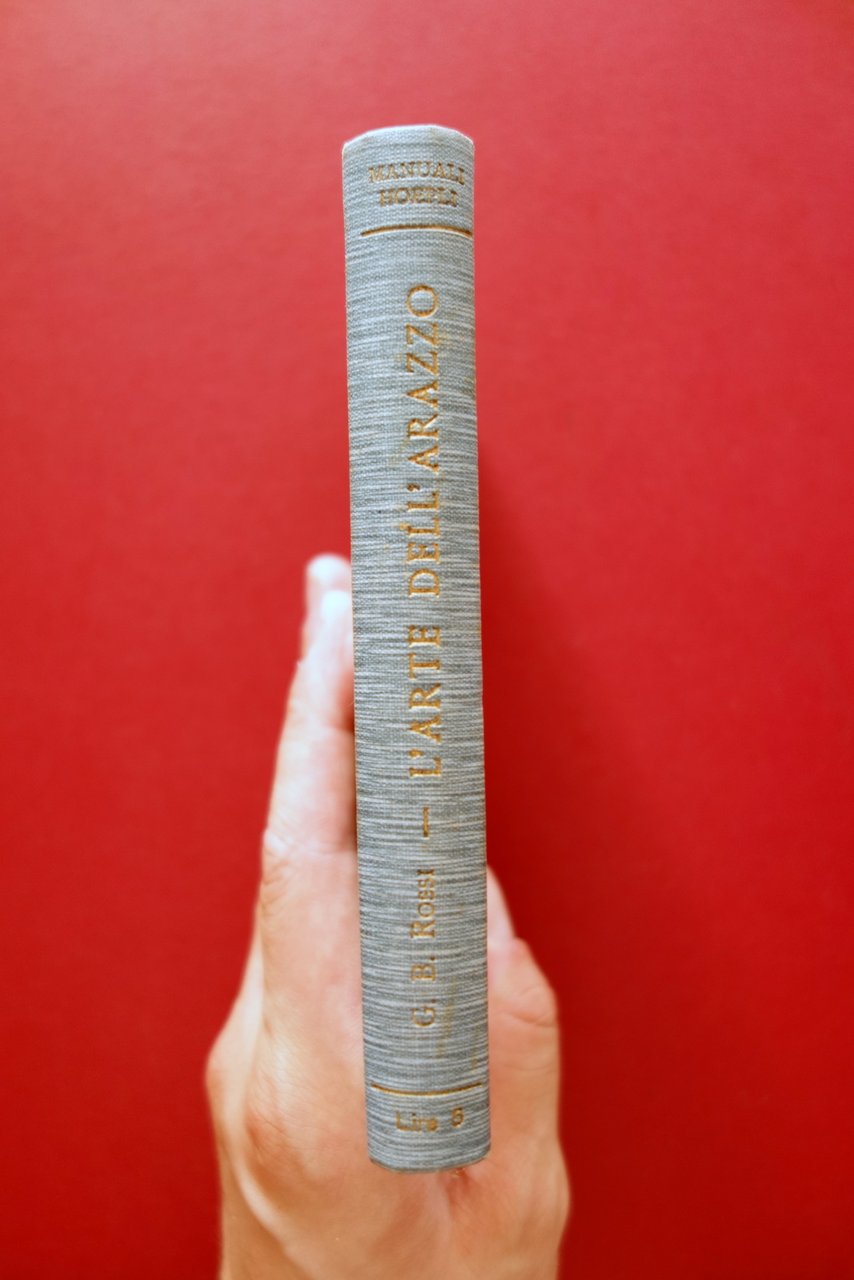 MANUALI
HOEPLI
G. B. ROSSI — L'ARTE DELL'ARAZZO
Lire 5